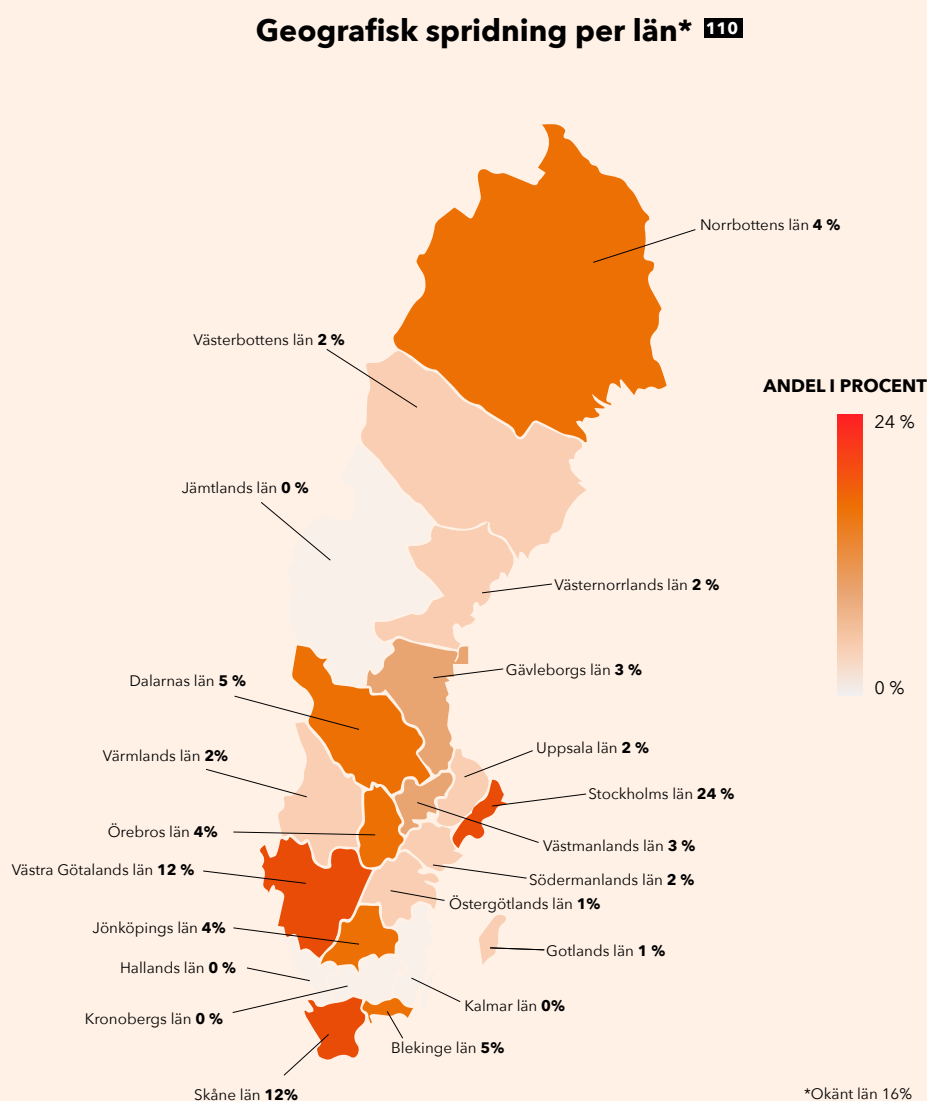 Geografisk spridning per län* 110
Norrbottens län 4 %
Västerbottens län 2 %
ANDEL I PROCENT
24 %
Jämtlands län 0 %
Västernorrlands län 2 %
Gävleborgs län 3 %
Dalarnas län 5 %
0 %
Uppsala län 2 %
Värmlands län 2%
Stockholms län 24 %
Örebros län 4%
Västmanlands län 3 %
Västra Götalands län 12 %
Södermanlands län 2 %
Östergötlands län 1%
Jönköpings län 4%
Gotlands län 1 %
Hallands län 0 %
Kalmar län 0%
Kronobergs län 0 %
Blekinge län 5%
Skåne län 12%
*Okänt län 16%